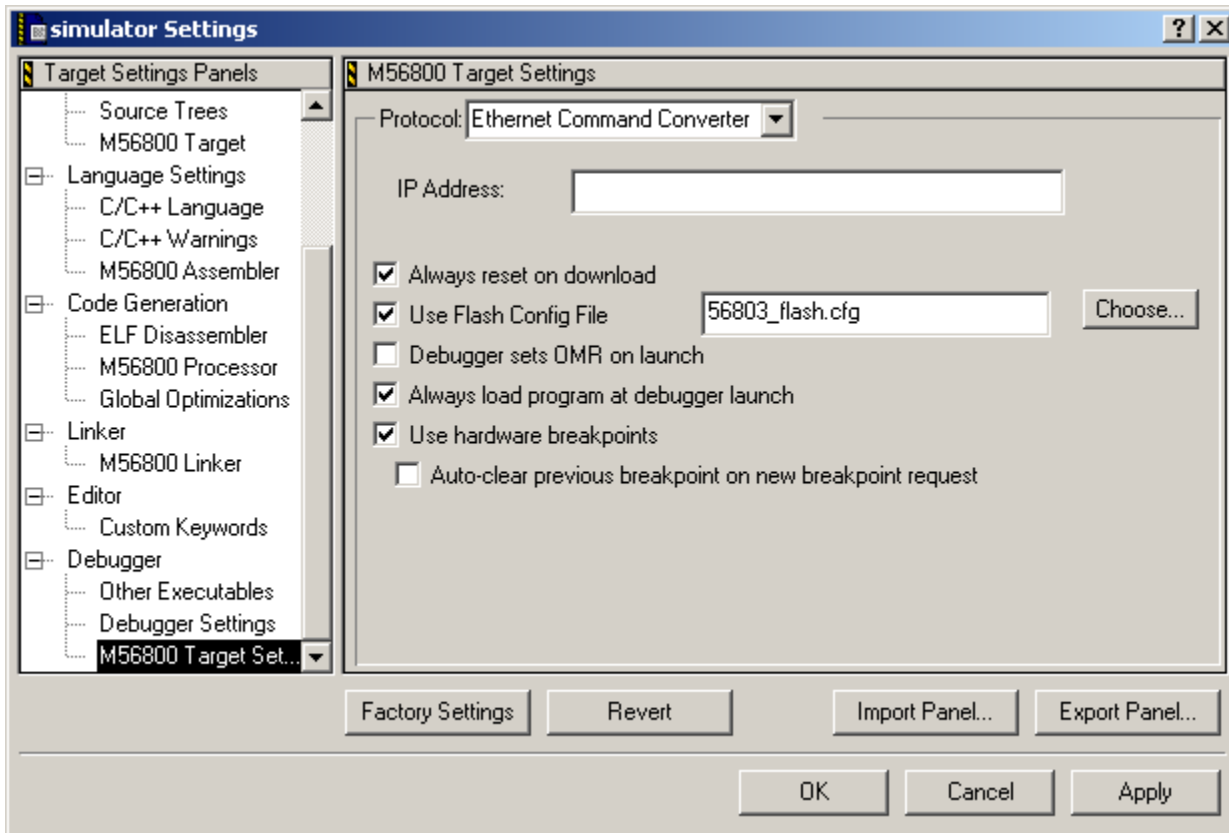 simulator Settings
Target Settings Panels
Source Trees
M56800 Target
Language Settings
C/C++ Language
C/C++ Warnings
M56800 Assembler
Code Generation
ELF Disassembler
M56800 Processor
Global Optimizations
Linker
M56800 Linker
Editor
Custom Keywords
Debugger
Other Executables
Debugger Settings
M56800 Target Set...
M56800 Target Settings
Protocol: Ethernet Command Converter
IP Address:
Always reset on download
Use Flash Config File 56803_flash.cfg Choose...
Debugger sets OMR on launch
Always load program at debugger launch
Use hardware breakpoints
Auto-clear previous breakpoint on new breakpoint request
Factory Settings Revert Import Panel... Export Panel...
OK Cancel Apply